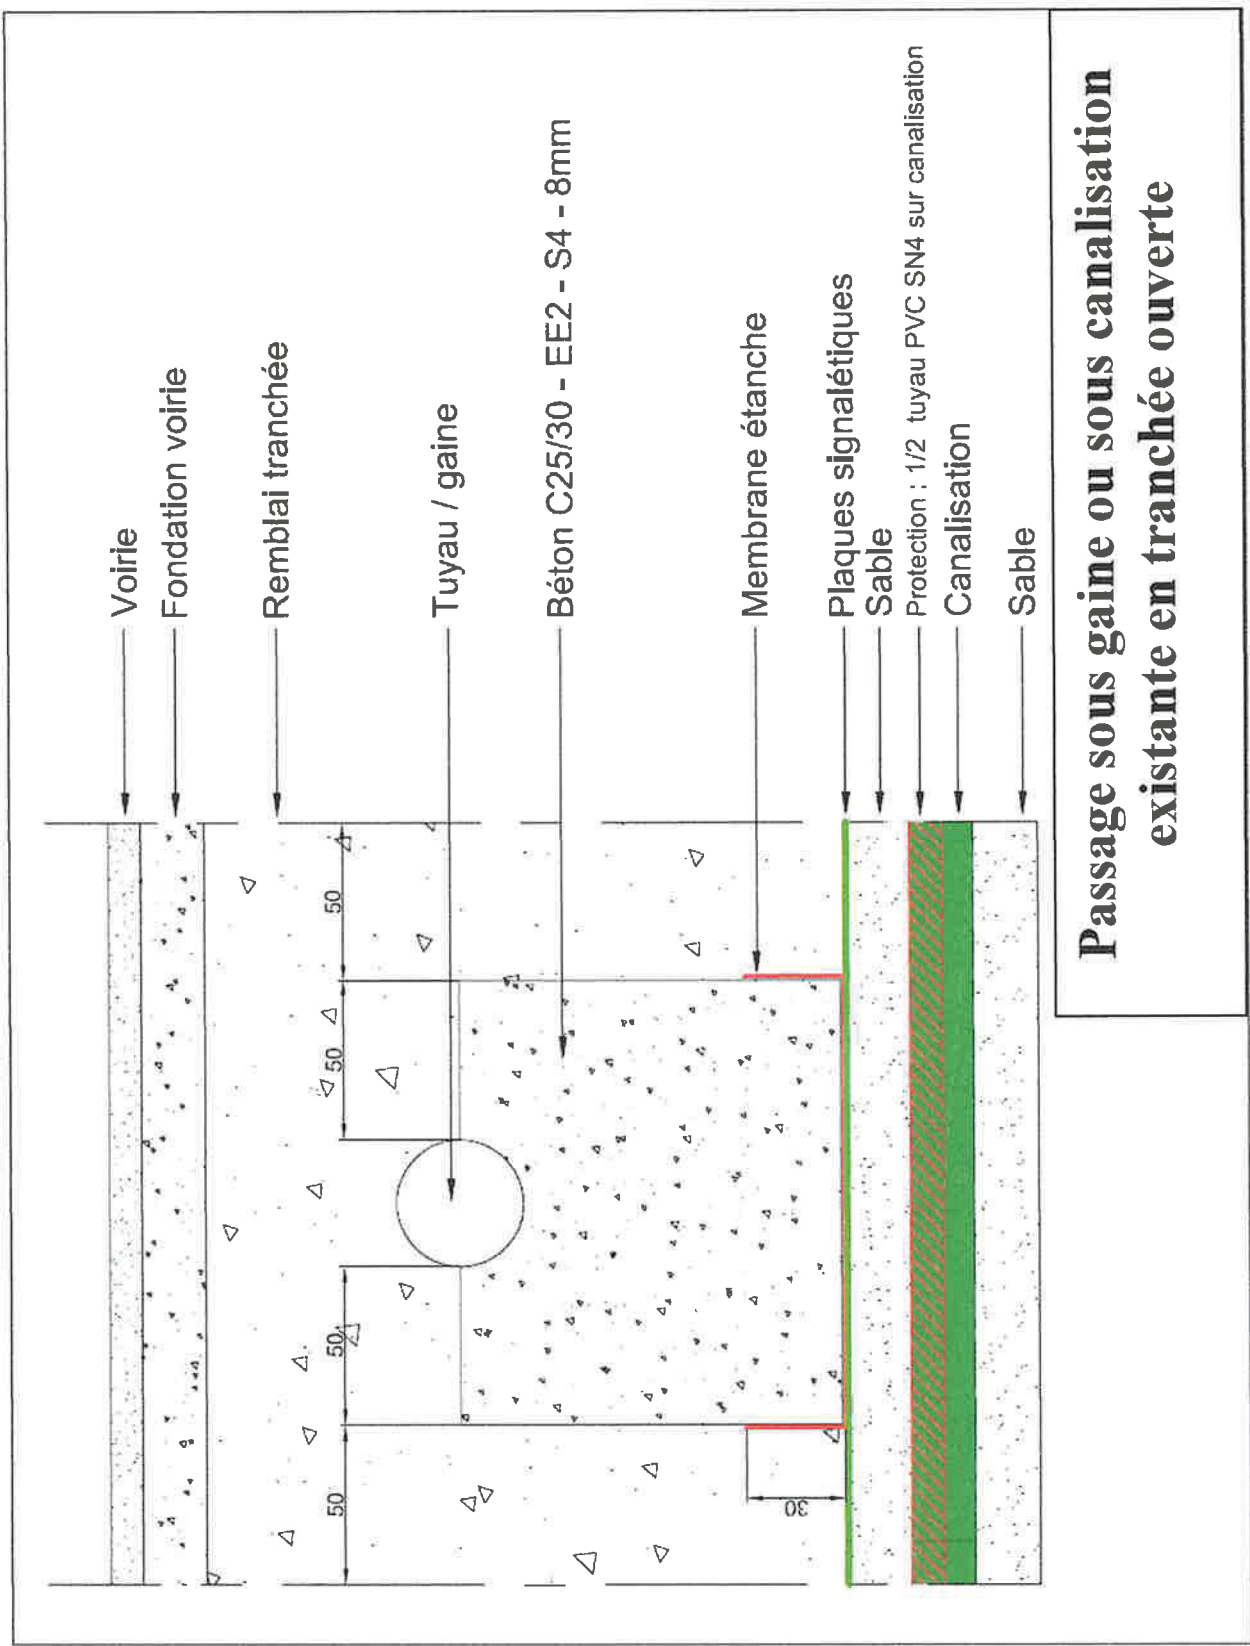 Voirie
Fondation voirie
Remblai tranchée
50
50
50
50
Tuyau / gaine
Béton C25/30 - EE2 - S4 - 8mm
Membrane étanche
30
Plaques signalétiques
Sable
Protection : 1/2 tuyau PVC SN4 sur canalisation
Canalisation
Sable
Passage sous gaine ou sous canalisation
existante en tranchée ouverte